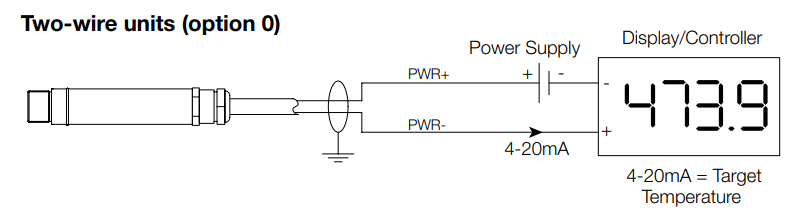 Two-wire units (option 0)
Power Supply
Display/Controller
PWR+
+
-
-
473.9
PWR-
+
4-20mA
4-20mA = Target
Temperature